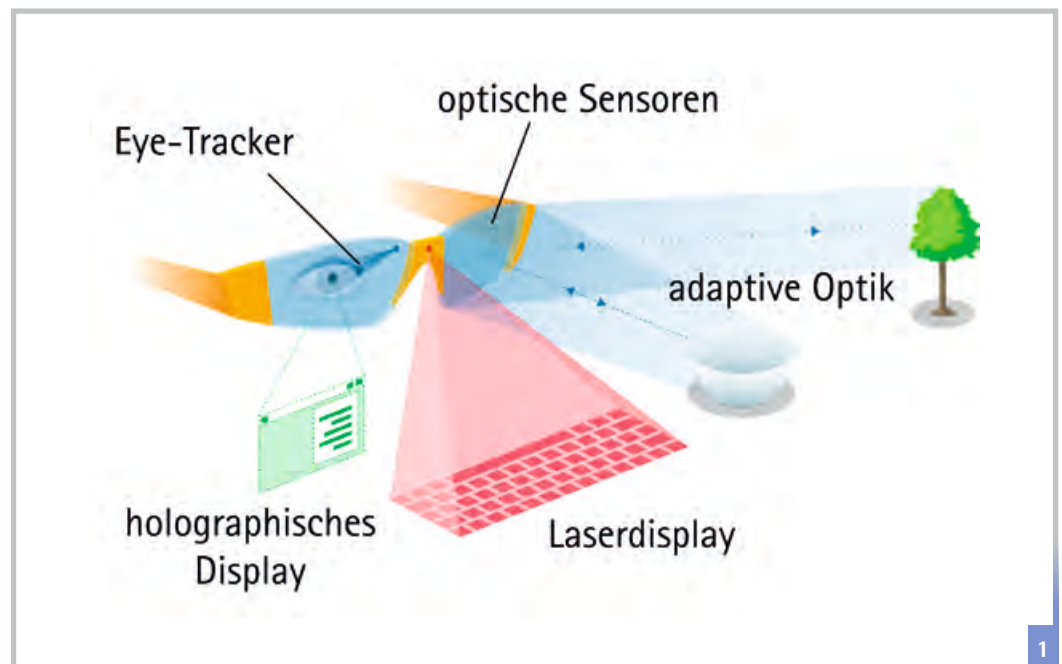 optische Sensoren
Eye-Tracker
adaptive Optik
holographisches
Display
Laserdisplay
1